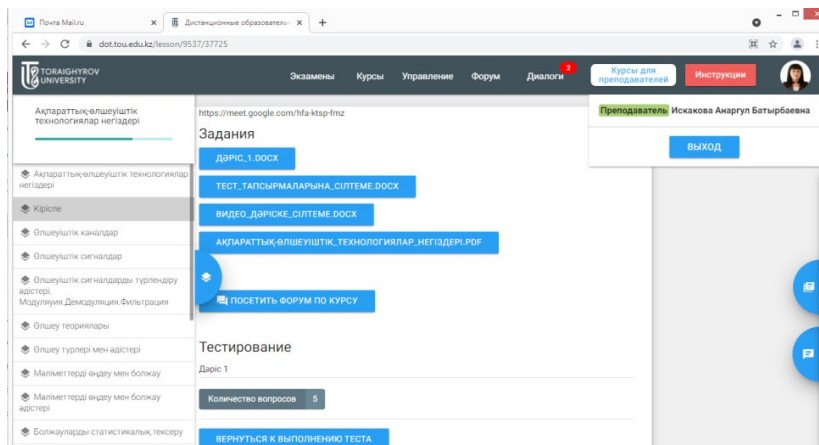 Почта Mail.ru
Дистанционные образователь
dot.tou.edu.kz/lesson/9537/37725
TORAIGHYROV
UNIVERSITY
Экзамены
Курсы
Управление
Форум
Диалоги
2
Курсы для
преподавателей
Инструкции
Преподаватель Искакова Анаргул Батырбаевна
ВЫХОД
Ақпараттық-өлшеуіштік
технологиялар негіздері
Ақпараттық-өлшеуіштік технологиялар
негіздері
Кіріспе
Өлшеуіштік каналдар
Өлшеуіштік сигналдар
Өлшеуіштік сигналдарды түрлендіру
әдістері.
Модуляуия.Демодуляция.Фильтрация
Өлшеу теориялары
Өлшеу түрлері мен әдістері
Мәліметтерді өңдеу мен болжау
Мәліметтерді өңдеу мен болжау
әдістері
Болжауларды статистикалық тексеру
https://meet.google.com/hfa-ktsp-fmz
Задания
ДӘРІС_1.DOCX
ТЕСТ_ТАПСЫРМАЛАРЫНА_СІЛТЕМЕ.DOCX
ВИДЕО_ДӘРІСКЕ_СІЛТЕМЕ.DOCX
АҚПАРАТТЫҚ-ӨЛШЕУІШТІК_ТЕХНОЛОГИЯЛАР_НЕГІЗДЕРІ.PDF
ПОСЕТИТЬ ФОРУМ ПО КУРСУ
Тестирование
Дәріс 1
Количество вопросов 5
ВЕРНУТЬСЯ К ВЫПОЛНЕНИЮ ТЕСТА